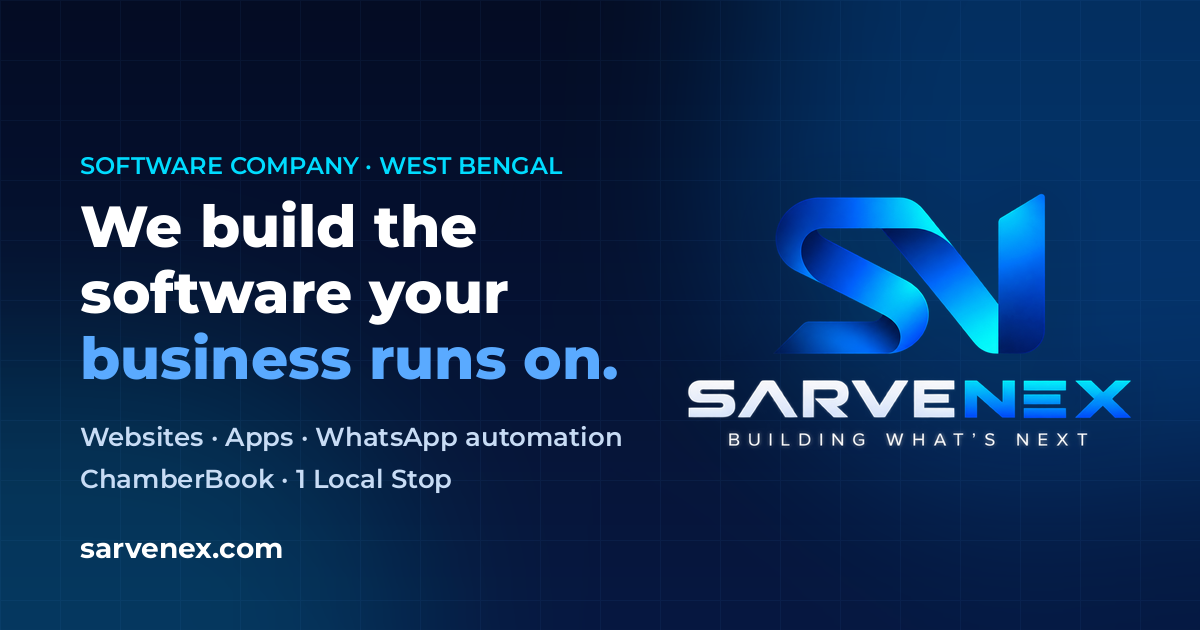 SOFTWARE COMPANY · WEST BENGAL
We build the
software your
business runs on.
Websites · Apps · WhatsApp automation
ChamberBook · 1 Local Stop
sarvenex.com
SN
SARVENEX
BUILDING WHAT'S NEXT